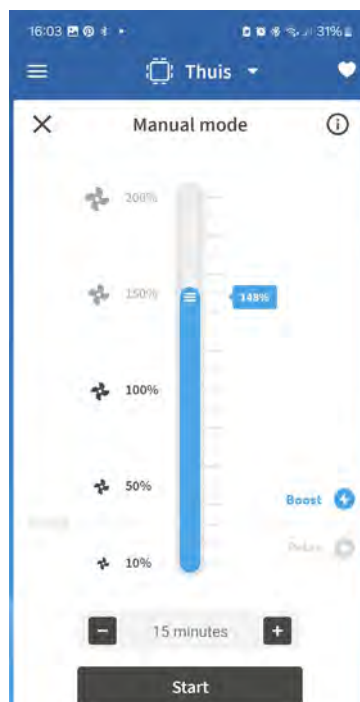 16:03 31%
Thuis
Manual mode
200%
150%
148%
100%
50%
Boost
10%
15 minutes
Start